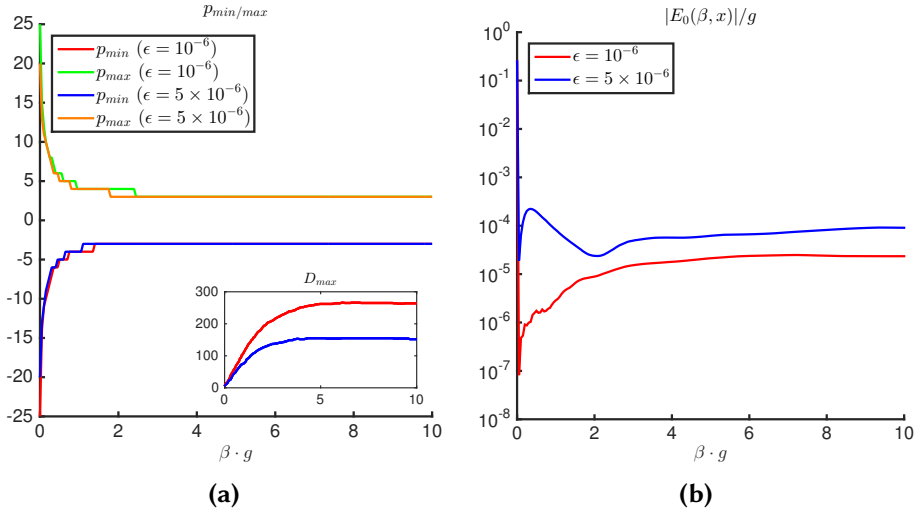 p_{min/max}
25
20
15
10
5
0
-5
-10
-15
-20
-25
p_{min} (ϵ = 10^{-6})
p_{max} (ϵ = 10^{-6})
p_{min} (ϵ = 5 × 10^{-6})
p_{max} (ϵ = 5 × 10^{-6})
D_{max}
300
200
100
0
0 5 10
0 2 4 6 8 10
β · g
(a)
|E_0(β, x)|/g
10^0
10^{-1}
10^{-2}
10^{-3}
10^{-4}
10^{-5}
10^{-6}
10^{-7}
10^{-8}
ϵ = 10^{-6}
ϵ = 5 × 10^{-6}
0 2 4 6 8 10
β · g
(b)